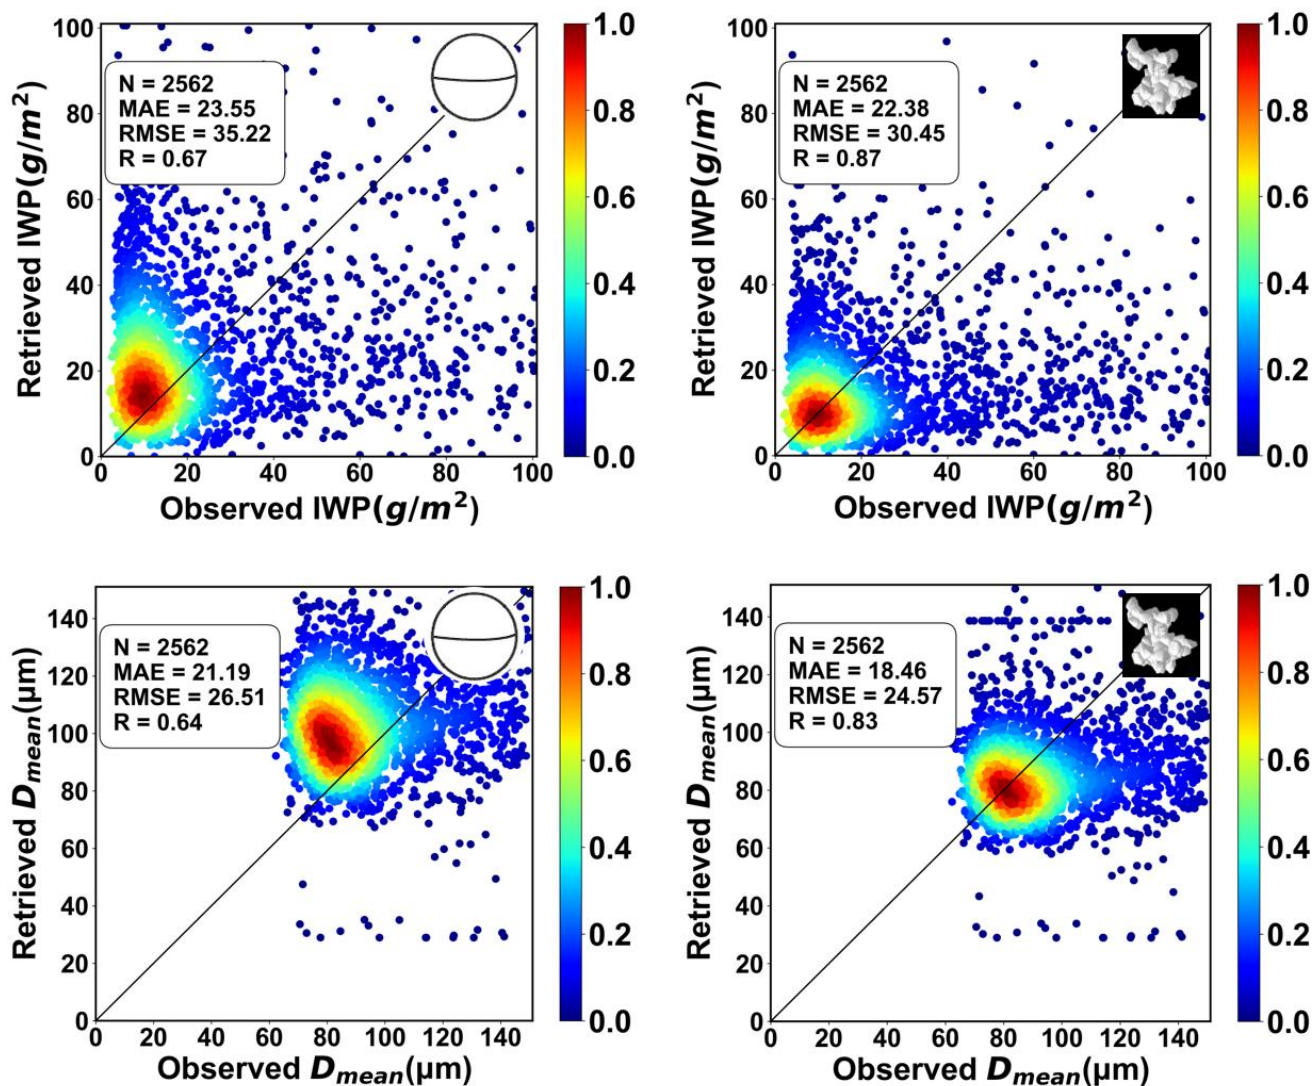 N = 2562
MAE = 23.55
RMSE = 35.22
R = 0.67
Retrieved IWP(g/m²)
100
80
60
40
20
0
0 20 40 60 80 100
Observed IWP(g/m²)
1.0
0.8
0.6
0.4
0.2
0.0
N = 2562
MAE = 22.38
RMSE = 30.45
R = 0.87
Retrieved IWP(g/m²)
100
80
60
40
20
0
0 20 40 60 80 100
Observed IWP(g/m²)
1.0
0.8
0.6
0.4
0.2
0.0
N = 2562
MAE = 21.19
RMSE = 26.51
R = 0.64
Retrieved Dmean(μm)
140
120
100
80
60
40
20
0
0 20 40 60 80 100 120 140
Observed Dmean(μm)
1.0
0.8
0.6
0.4
0.2
0.0
N = 2562
MAE = 18.46
RMSE = 24.57
R = 0.83
Retrieved Dmean(μm)
140
120
100
80
60
40
20
0
0 20 40 60 80 100 120 140
Observed Dmean(μm)
1.0
0.8
0.6
0.4
0.2
0.0